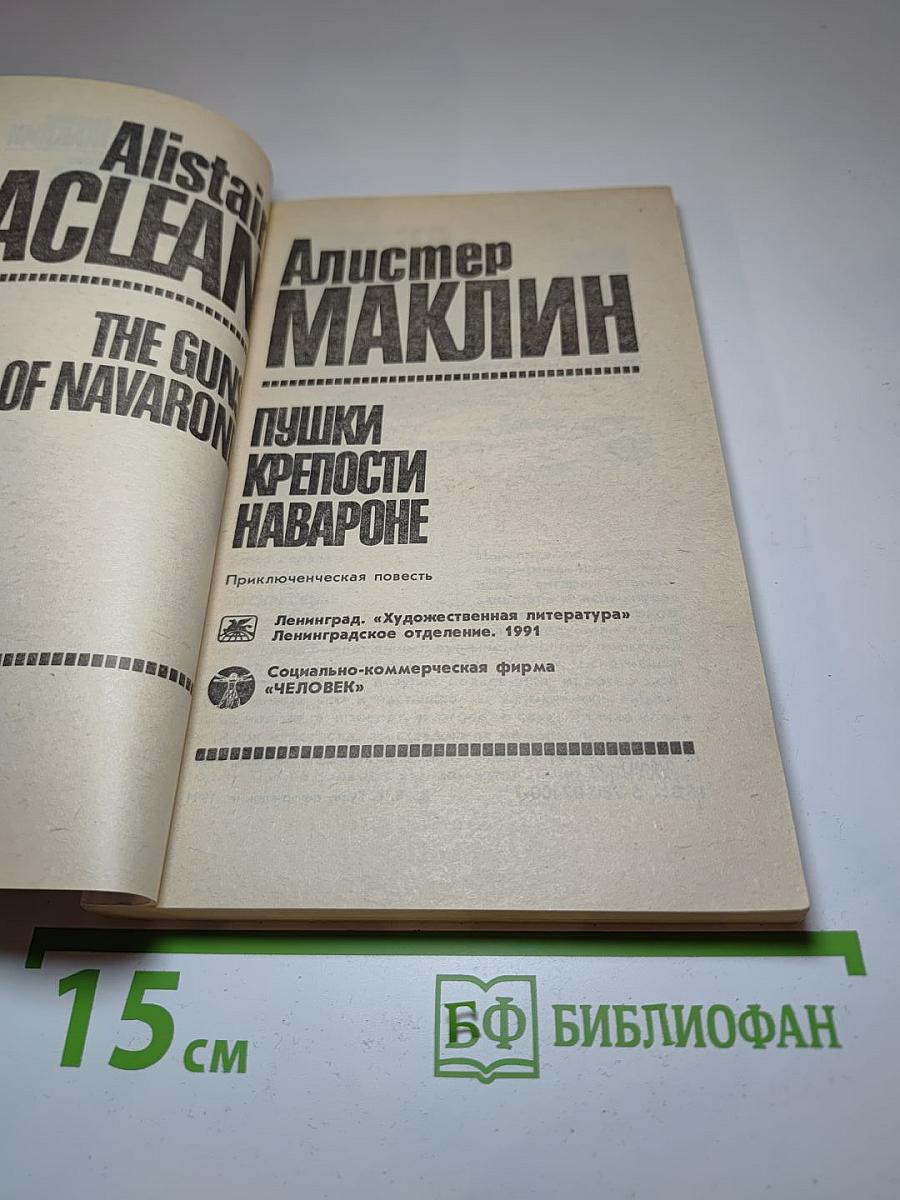 Alistai
ACLEAN
THE GUNS
OF NAVARON
Алистер
МАКЛИН
ПУШКИ
КРЕПОСТИ
НАВАРОНЕ
Приключенческая повесть
Ленинград. «Художественная литература»
Ленинградское отделение. 1991
Социально-коммерческая фирма
«ЧЕЛОВЕК»
15 см
БФ БИБЛИОФАН